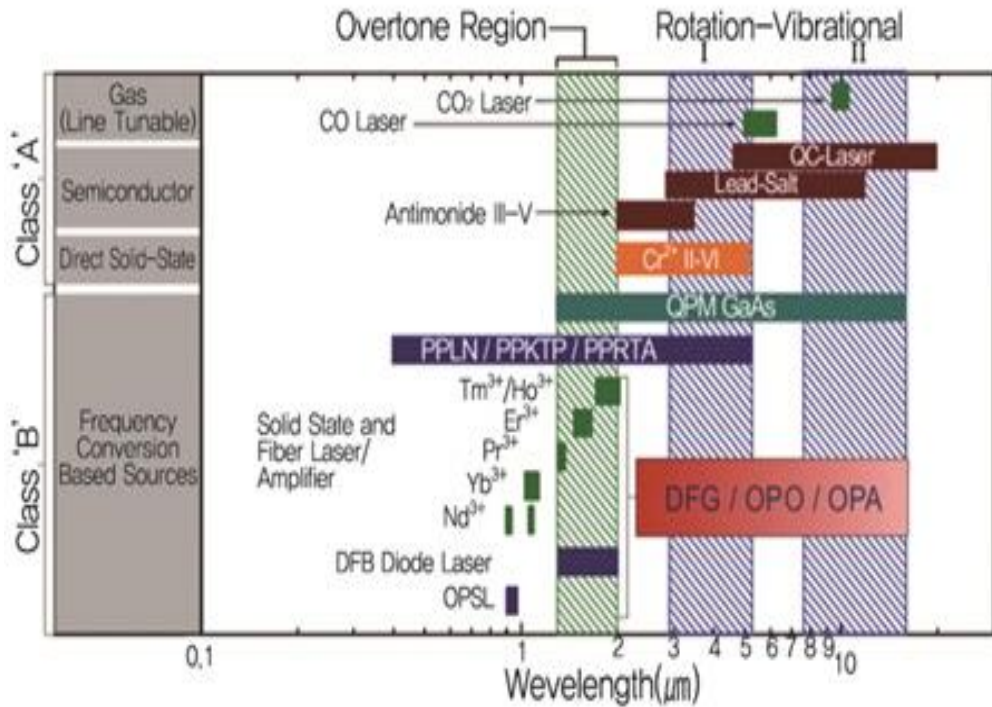 Overtone Region
Rotation-Vibrational
I
II
Class 'A'
Gas
(Line Tunable)
CO₂ Laser
CO Laser
QC-Laser
Semiconductor
Lead-Salt
Antimonide III-V
Direct Solid-State
Cr²⁺ II-VI
Class 'B'
QPM GaAs
PPLN / PPKTP / PPRTA
Frequency
Conversion
Based Sources
Solid State and
Fiber Laser/
Amplifier
Tm³⁺/Ho³⁺
Er³⁺
Pr³⁺
Yb³⁺
Nd³⁺
DFG / OPO / OPA
DFB Diode Laser
OPSL
0.1
1
2
3
4
5
6
7
8
9
10
Wevelength(μm)